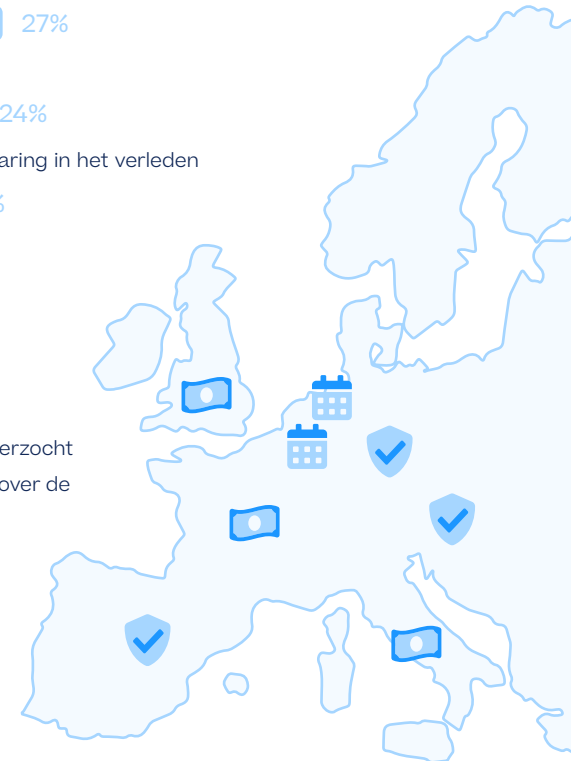 27%
24%
aring in het verleden
%
erzocht
over de